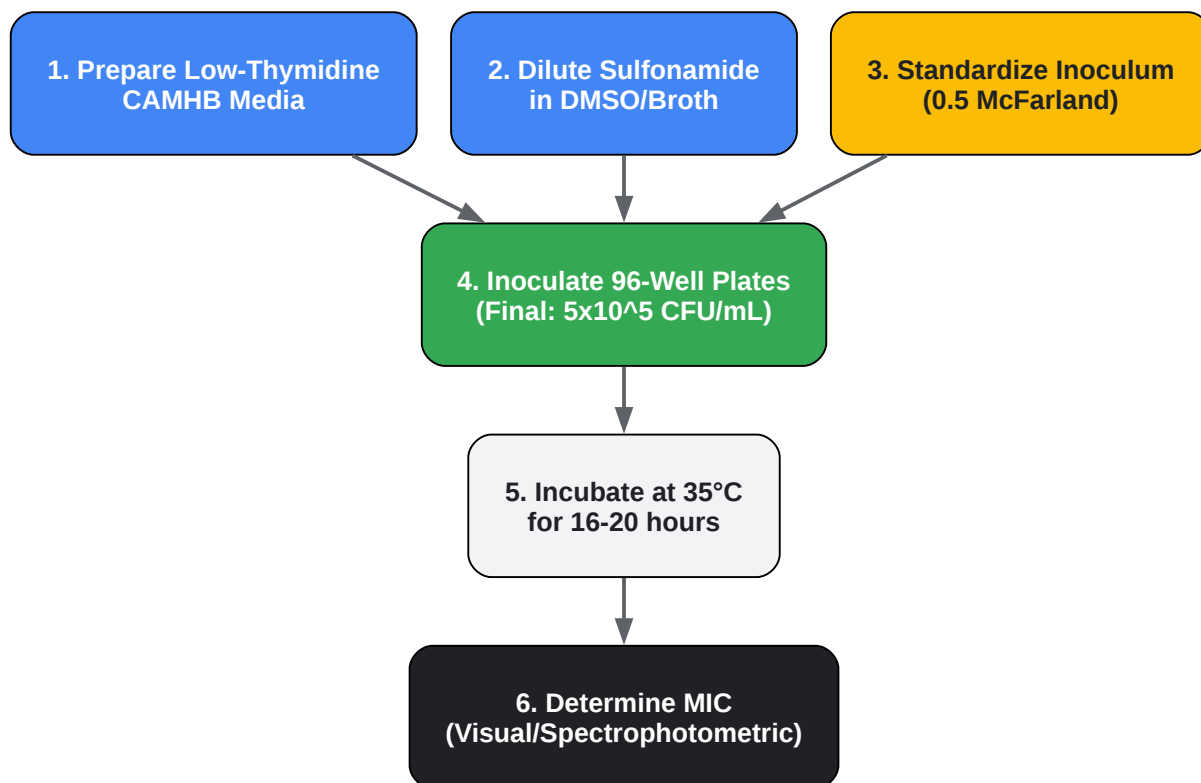 1. Prepare Low-Thymidine
CAMHB Media
2. Dilute Sulfonamide
in DMSO/Broth
3. Standardize Inoculum
(0.5 McFarland)
4. Inoculate 96-Well Plates
(Final: 5x10^5 CFU/mL)
5. Incubate at 35°C
for 16-20 hours
6. Determine MIC
(Visual/Spectrophotometric)